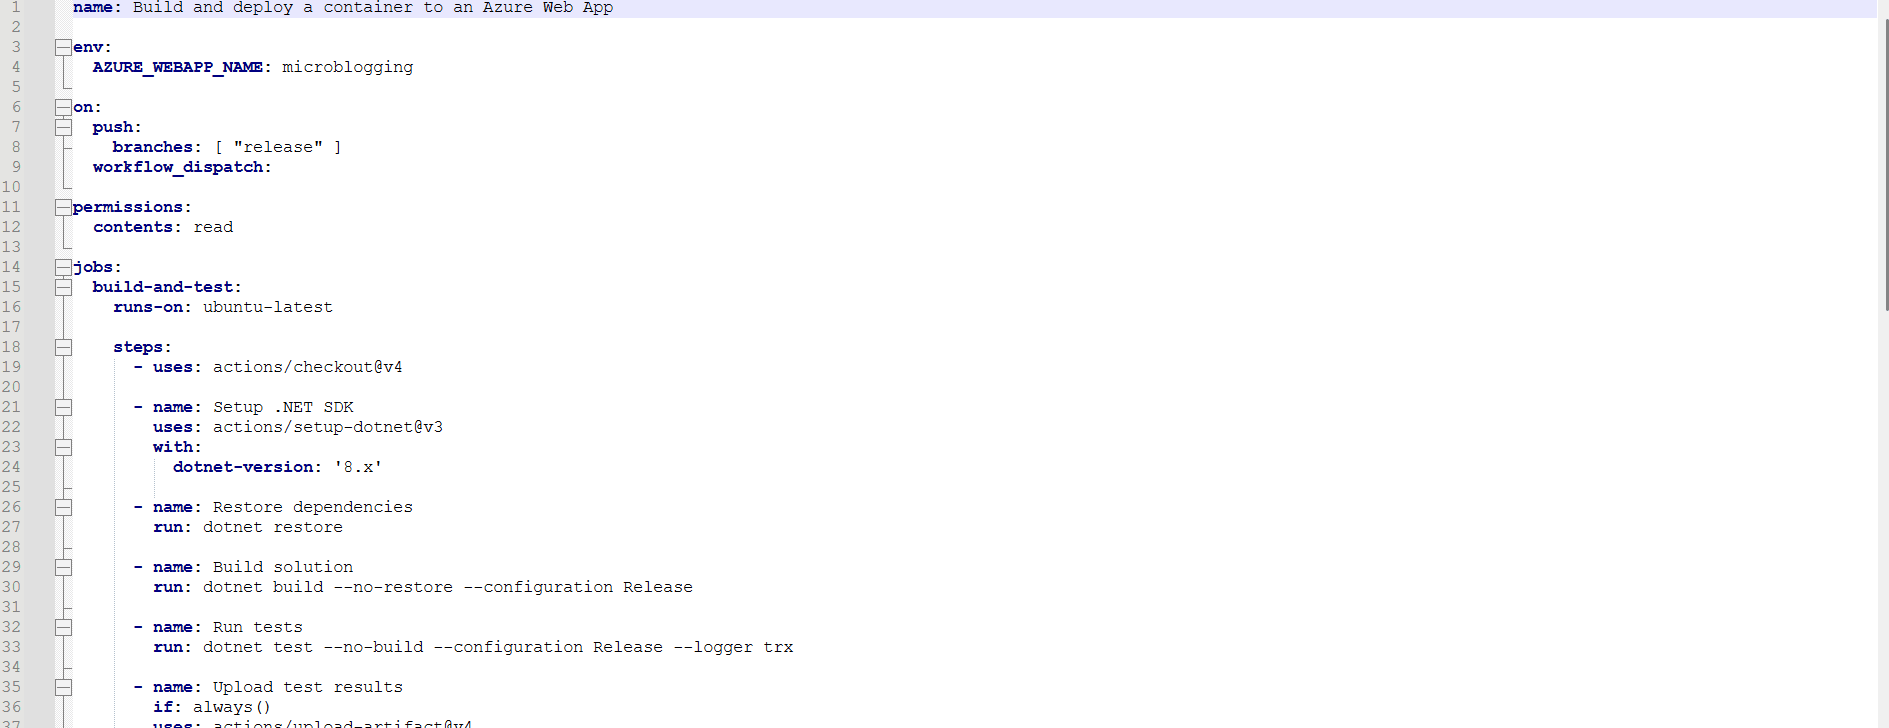 1 name: Build and deploy a container to an Azure Web App
2
3 env:
4 AZURE_WEBAPP_NAME: microblogging
5
6 on:
7 push:
8 branches: [ "release" ]
9 workflow_dispatch:
10
11 permissions:
12 contents: read
13
14 jobs:
15 build-and-test:
16 runs-on: ubuntu-latest
17
18 steps:
19 - uses: actions/checkout@v4
20
21 - name: Setup .NET SDK
22 uses: actions/setup-dotnet@v3
23 with:
24 dotnet-version: '8.x'
25
26 - name: Restore dependencies
27 run: dotnet restore
28
29 - name: Build solution
30 run: dotnet build --no-restore --configuration Release
31
32 - name: Run tests
33 run: dotnet test --no-build --configuration Release --logger trx
34
35 - name: Upload test results
36 if: always()
37 uses: actions/upload-artifact@v4